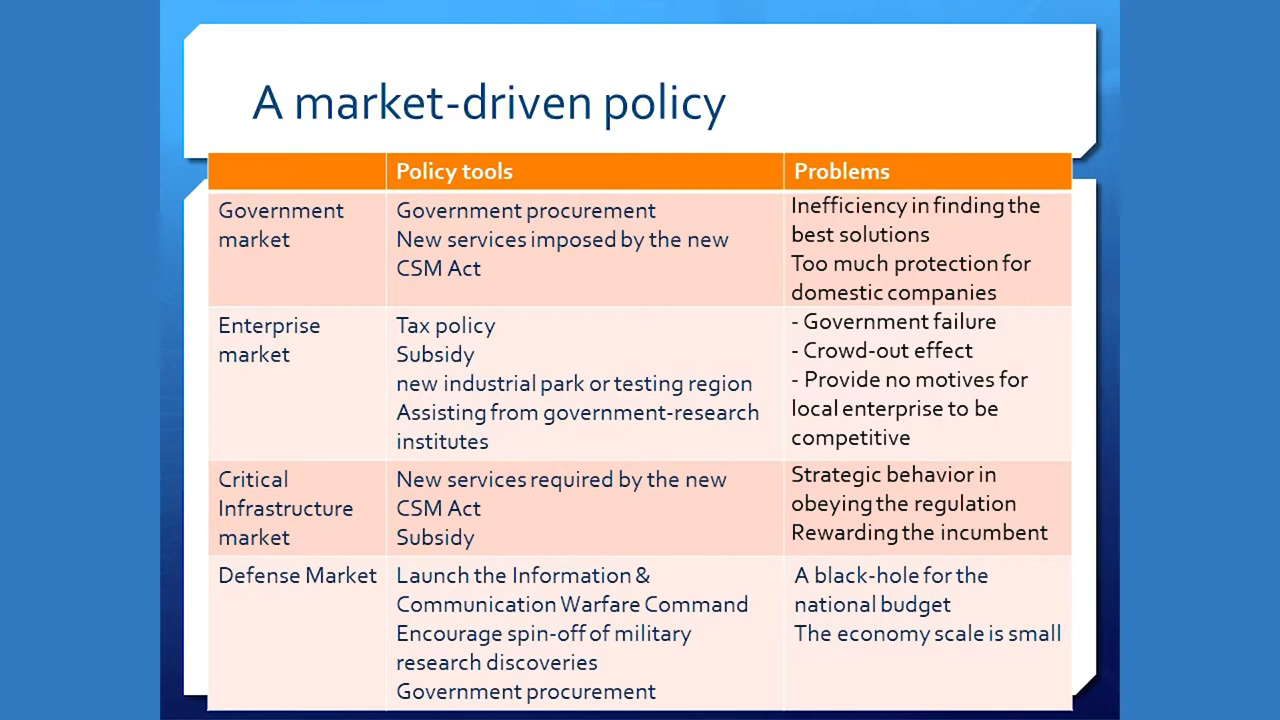 A market-driven policy
Policy tools
Problems
Government
market
Government procurement
New services imposed by the new
CSM Act
Inefficiency in finding the
best solutions
Too much protection for
domestic companies
Enterprise
market
Tax policy
Subsidy
new industrial park or testing region
Assisting from government-research
institutes
- Government failure
- Crowd-out effect
- Provide no motives for
local enterprise to be
competitive
Critical
Infrastructure
market
New services required by the new
CSM Act
Subsidy
Strategic behavior in
obeying the regulation
Rewarding the incumbent
Defense Market
Launch the Information &
Communication Warfare Command
Encourage spin-off of military
research discoveries
Government procurement
A black-hole for the
national budget
The economy scale is small